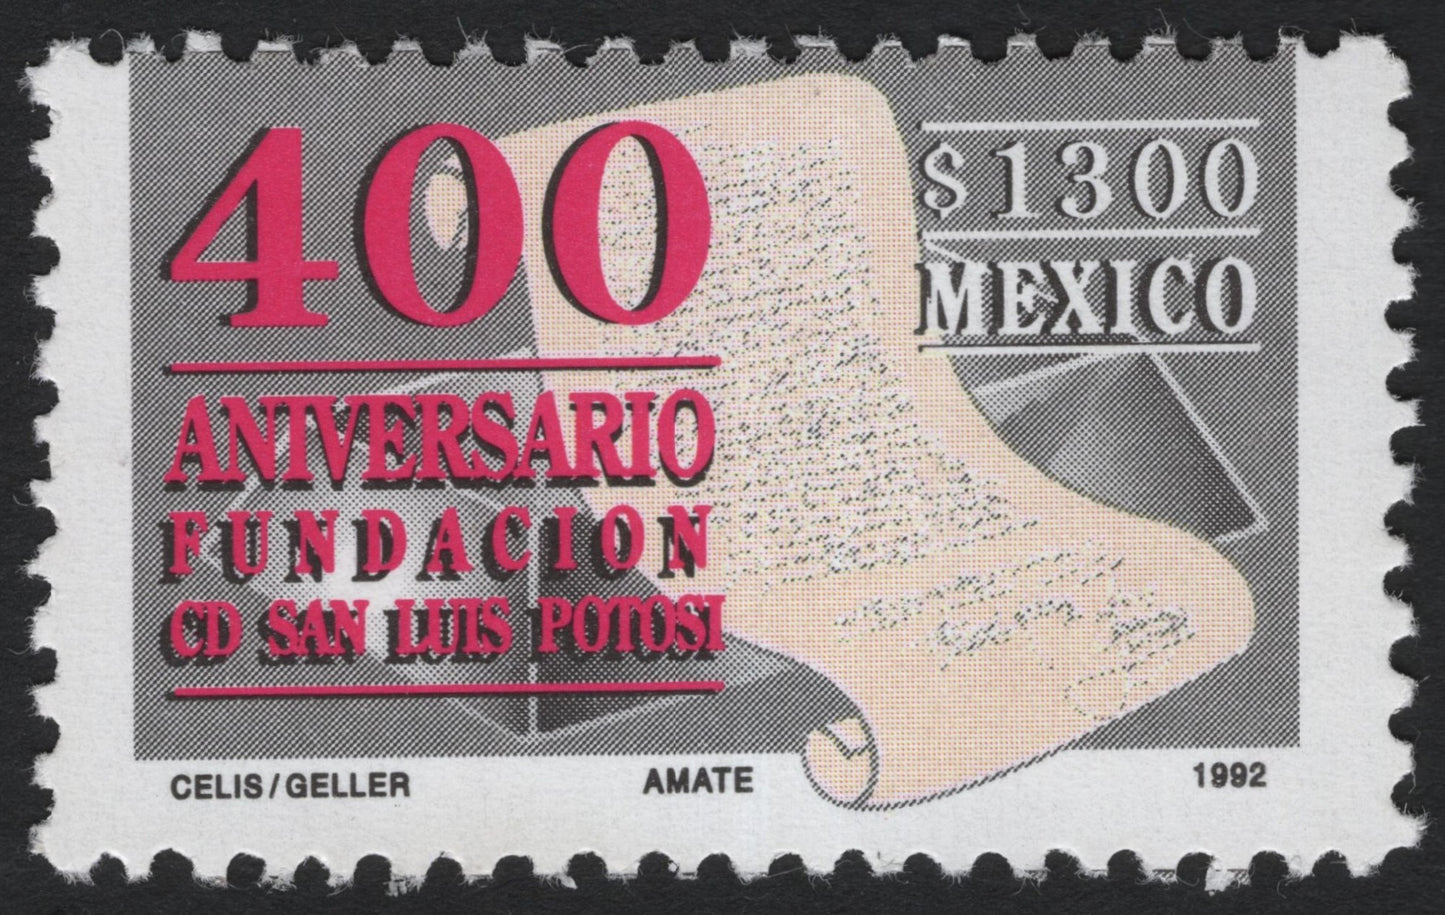 400
ANIVERSARIO
FUNDACION
CD SAN LUIS POTOSI
$1300
MEXICO
CELIS/GELLER
AMATE
1992